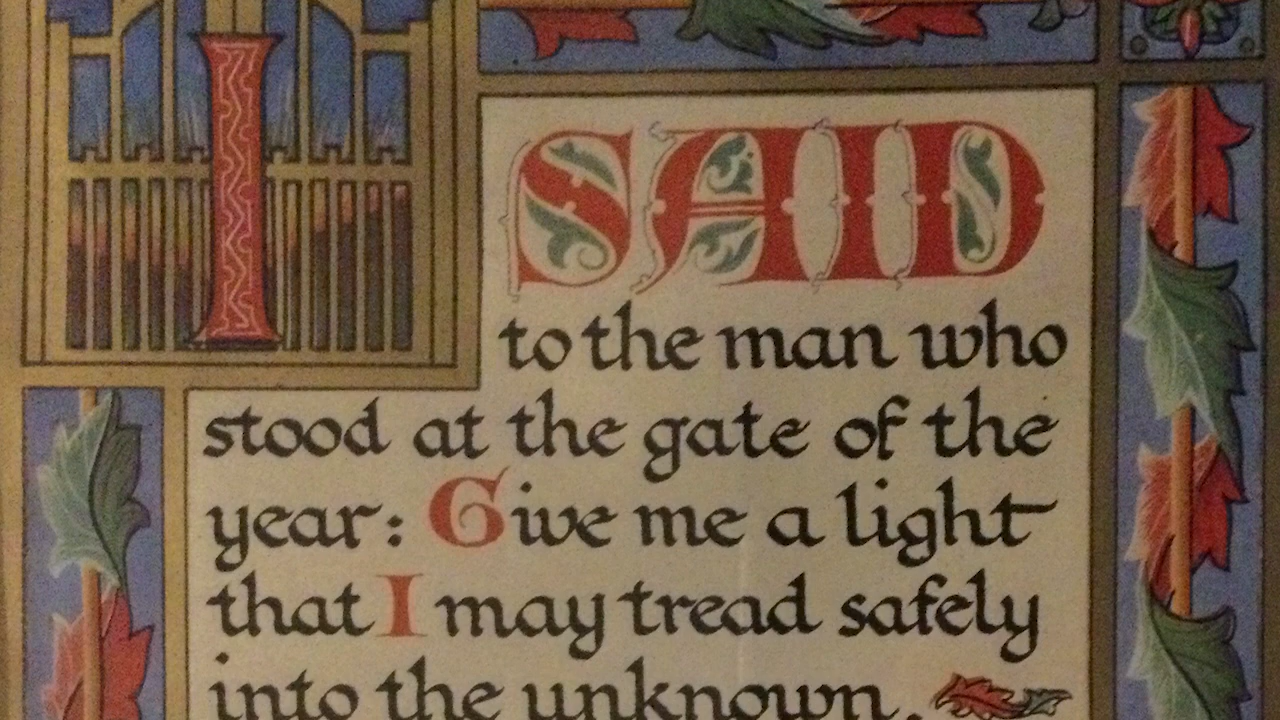 I SAID
to the man who
stood at the gate of the
year: Give me a light
that I may tread safely
into the unknown.